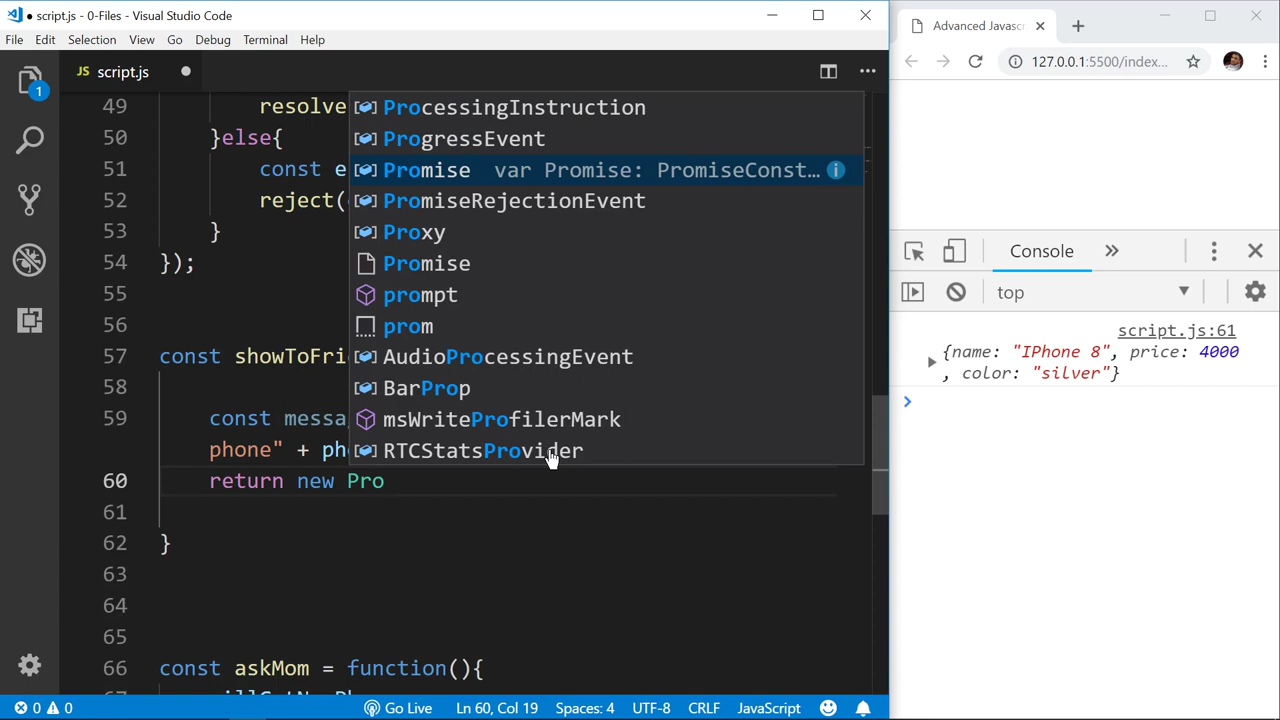 script.js - 0-Files - Visual Studio Code
File Edit Selection View Go Debug Terminal Help
JS script.js
1
49 resolve
50 }else{
51 const e
52 reject(
53 }
54 });
55
56
57 const showToFri
58
59 const messa
phone" + ph
60 return new Pro
61
62 }
63
64
65
66 const askMom = function(){
ProcessingInstruction
ProgressEvent
Promise var Promise: PromiseConst…
PromiseRejectionEvent
Proxy
Promise
prompt
prom
AudioProcessingEvent
BarProp
msWriteProfilerMark
RTCStatsProvider
0 0 Go Live Ln 60, Col 19 Spaces: 4 UTF-8 CRLF JavaScript
Advanced Javasc
127.0.0.1:5500/index...
Console
top
script.js:61
{name: "IPhone 8", price: 4000
, color: "silver"}